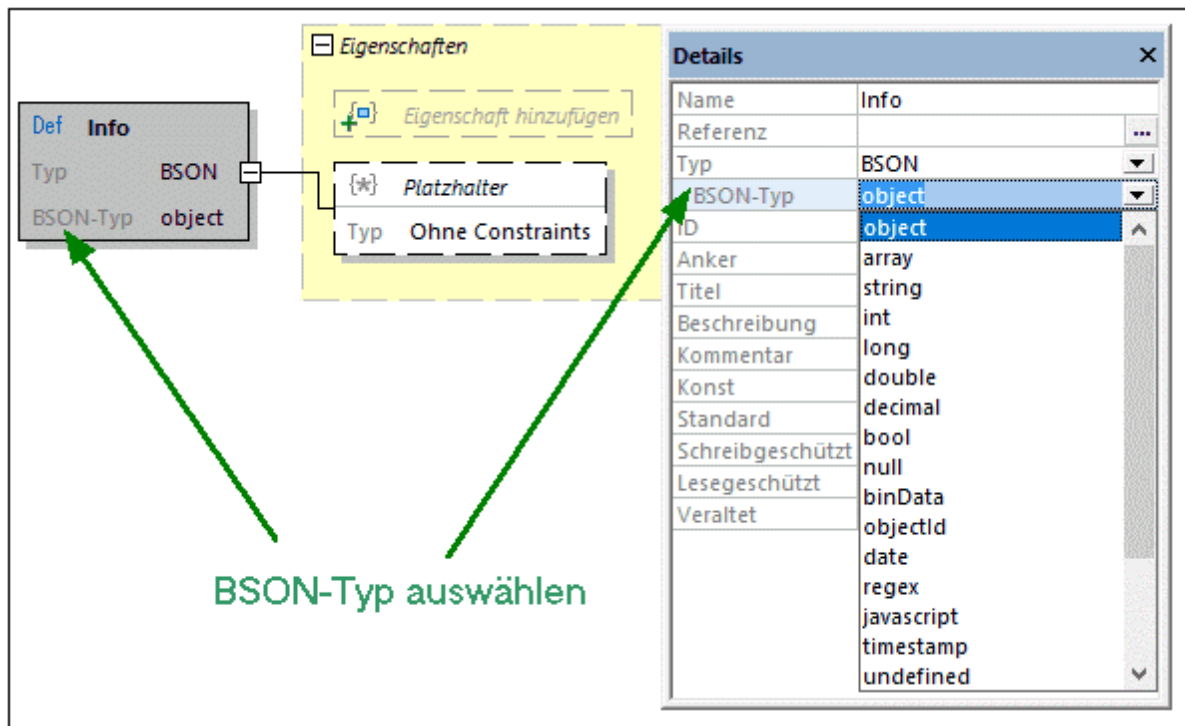 Eigenschaften
Eigenschaft hinzufügen
Def Info
Typ BSON
BSON-Typ object
{*} Platzhalter
Typ Ohne Constraints
Details
Name Info
Referenz ...
Typ BSON
BSON-Typ object
ID
Anker
Titel
Beschreibung
Kommentar
Konst
Standard
Schreibgeschützt
Lesegeschützt
Veraltet
object
array
string
int
long
double
decimal
bool
null
binData
objectId
date
regex
javascript
timestamp
undefined
BSON-Typ auswählen